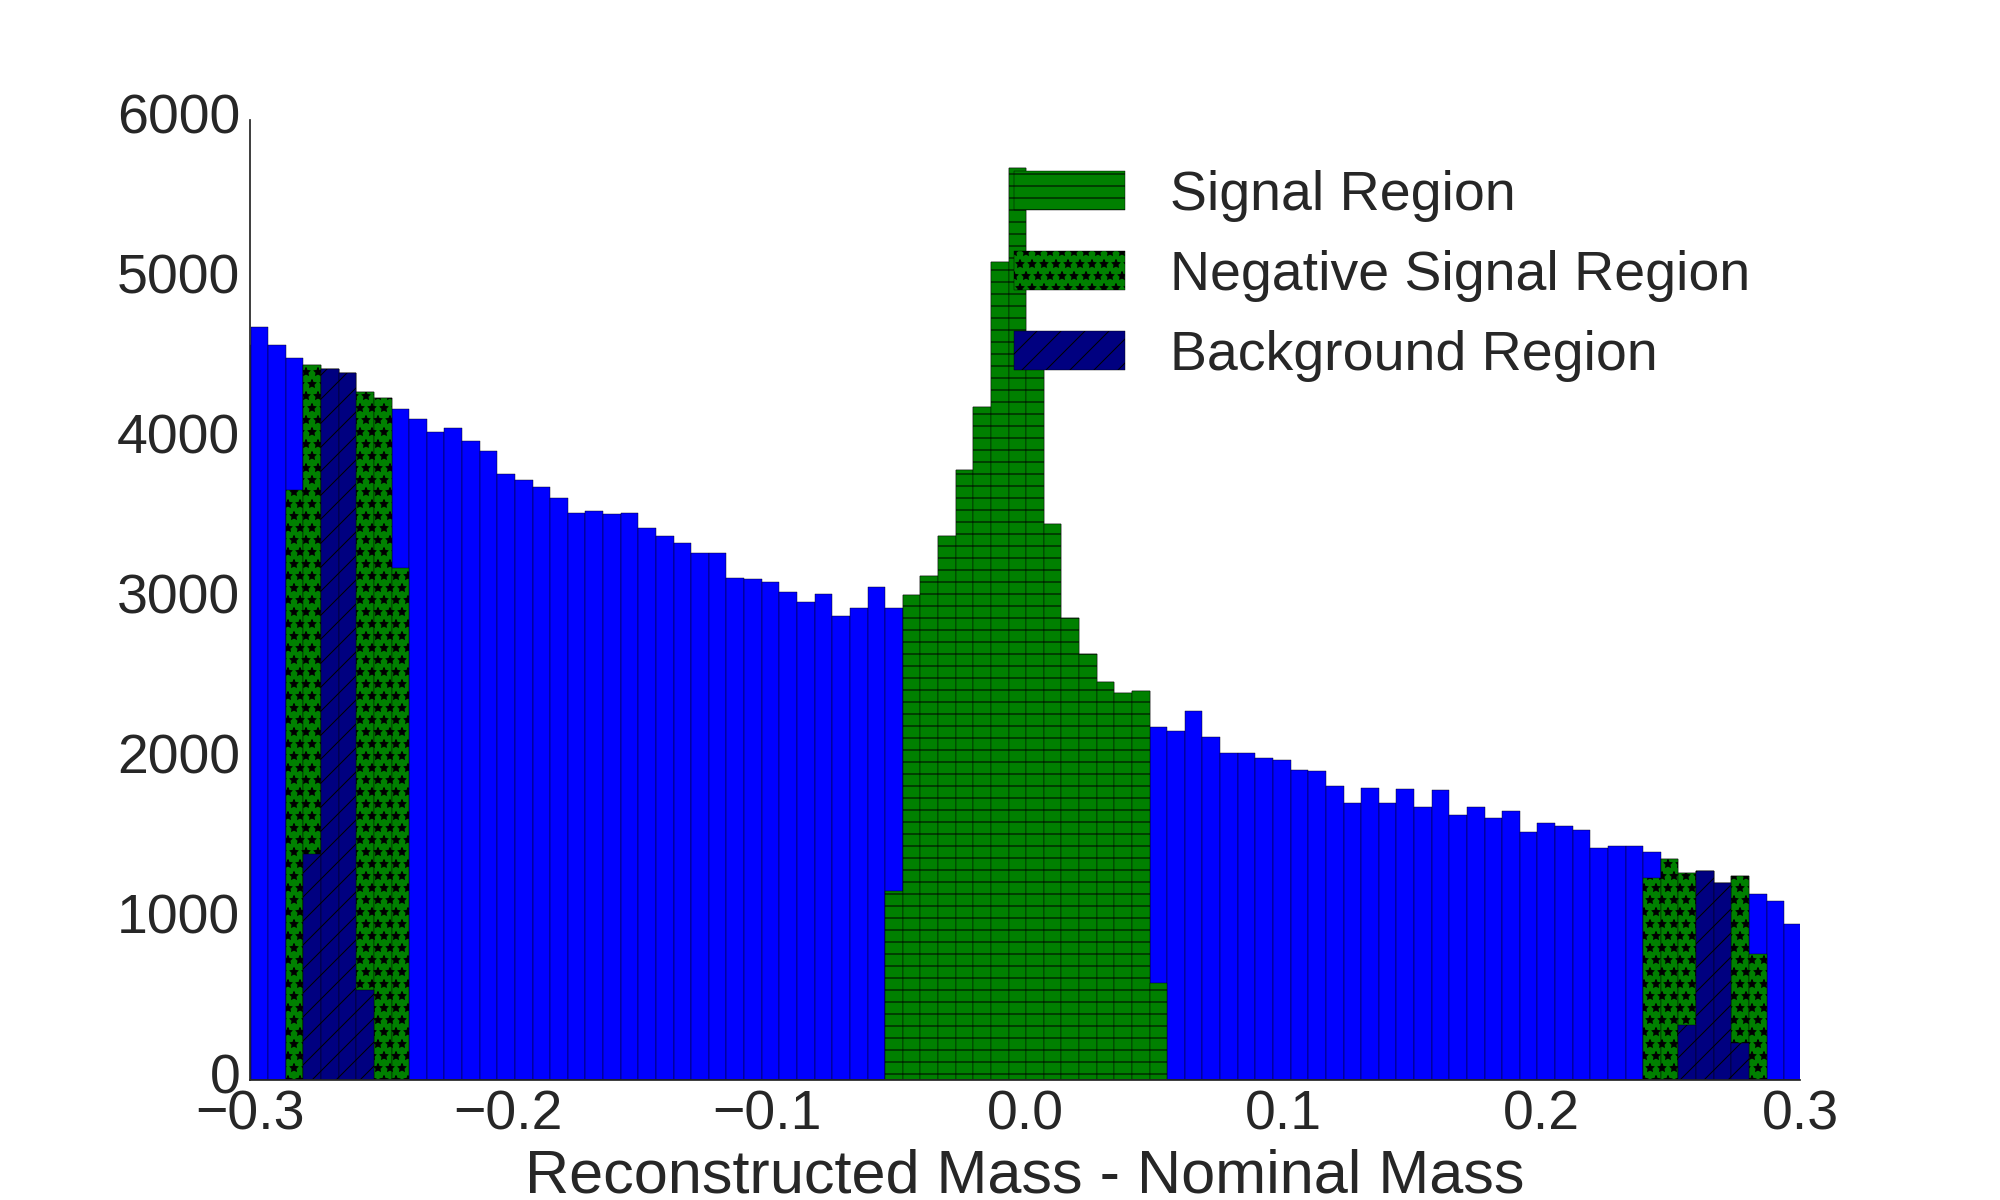 6000
5000
4000
3000
2000
1000
0
Signal Region
Negative Signal Region
Background Region
−0.3 −0.2 −0.1 0.0 0.1 0.2 0.3
Reconstructed Mass - Nominal Mass